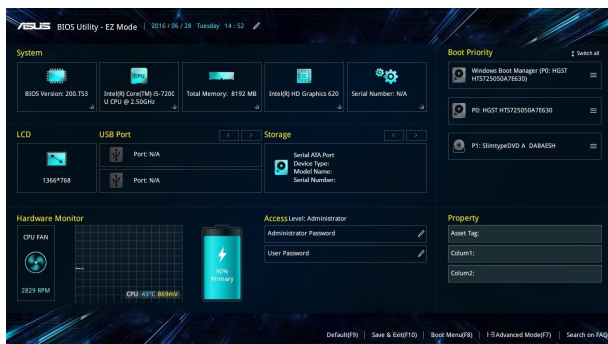 ASUS BIOS Utility - EZ Mode 2016 / 06 / 28 Tuesday 14 : 52
System
BIOS Version: 200.T53
CPU
Intel(R) Core(TM) i5-7200
U CPU @ 2.50GHz
Total Memory: 8192 MB
Intel(R) HD Graphics 620
Serial Number: N/A
Boot Priority
Switch all
Windows Boot Manager (P0: HGST
HTS725050A7E630)
P0: HGST HTS725050A7E630
P1: SlimtypeDVD A DA8AESH
LCD
1366*768
USB Port
Port: N/A
Port: N/A
Storage
Serial ATA Port
Device Type:
Model Name:
Serial Number:
Hardware Monitor
CPU FAN
2829 RPM
CPU 43°C 869mV
90%
Primary
Access Level: Administrator
Administrator Password
User Password
Property
Asset Tag:
Colum1:
Colum2:
Default(F9) Save & Exit(F10) Boot Menu(F8) Advanced Mode(F7) Search on FAQ